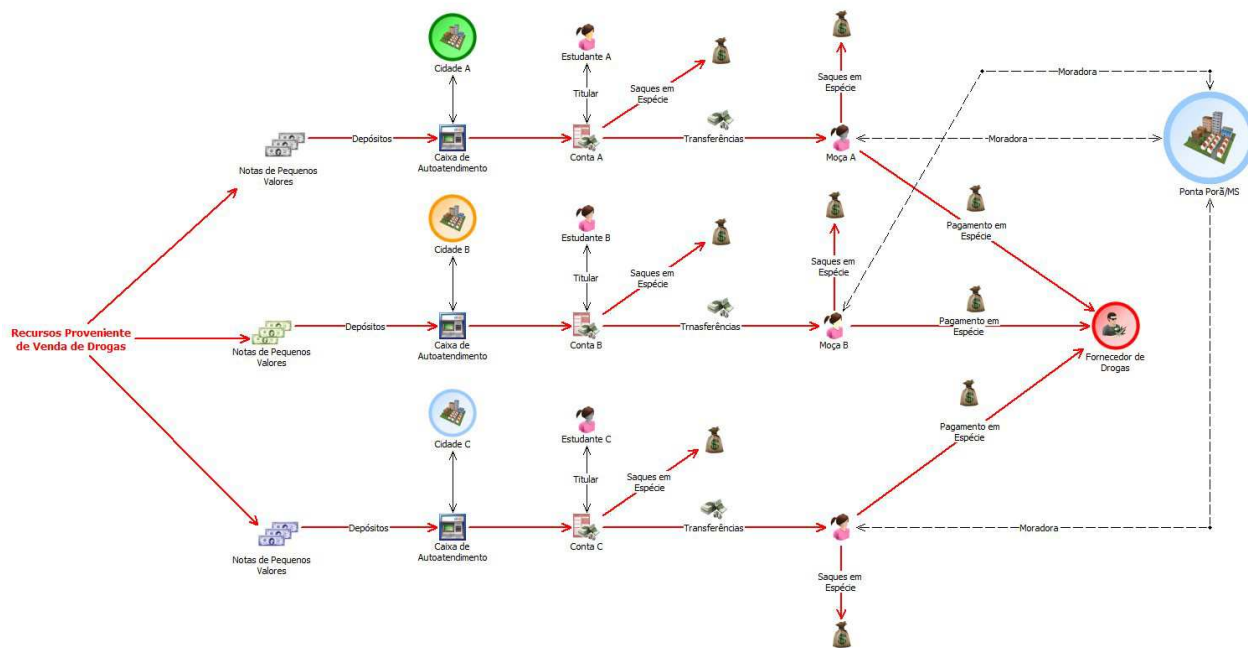 Cidade A
Estudante A
Moradora
Saques em
Espécie
Saques em
Espécie
Titular
Depósitos
Transferências
Moradora
Notas de Pequenos
Valores
Caixa de
Autoatendimento
Conta A
Moça A
Ponta Porã/MS
Cidade B
Estudante B
Pagamento em
Espécie
Saques em
Espécie
Saques em
Espécie
Titular
Recursos Proveniente
de Venda de Drogas
Depósitos
Trnasferências
Pagamento em
Espécie
Notas de Pequenos
Valores
Caixa de
Autoatendimento
Conta B
Moça B
Fornecedor de
Drogas
Cidade C
Estudante C
Pagamento em
Espécie
Saques em
Espécie
Titular
Depósitos
Transferências
Moradora
Notas de Pequenos
Valores
Caixa de
Autoatendimento
Conta C
Saques em
Espécie